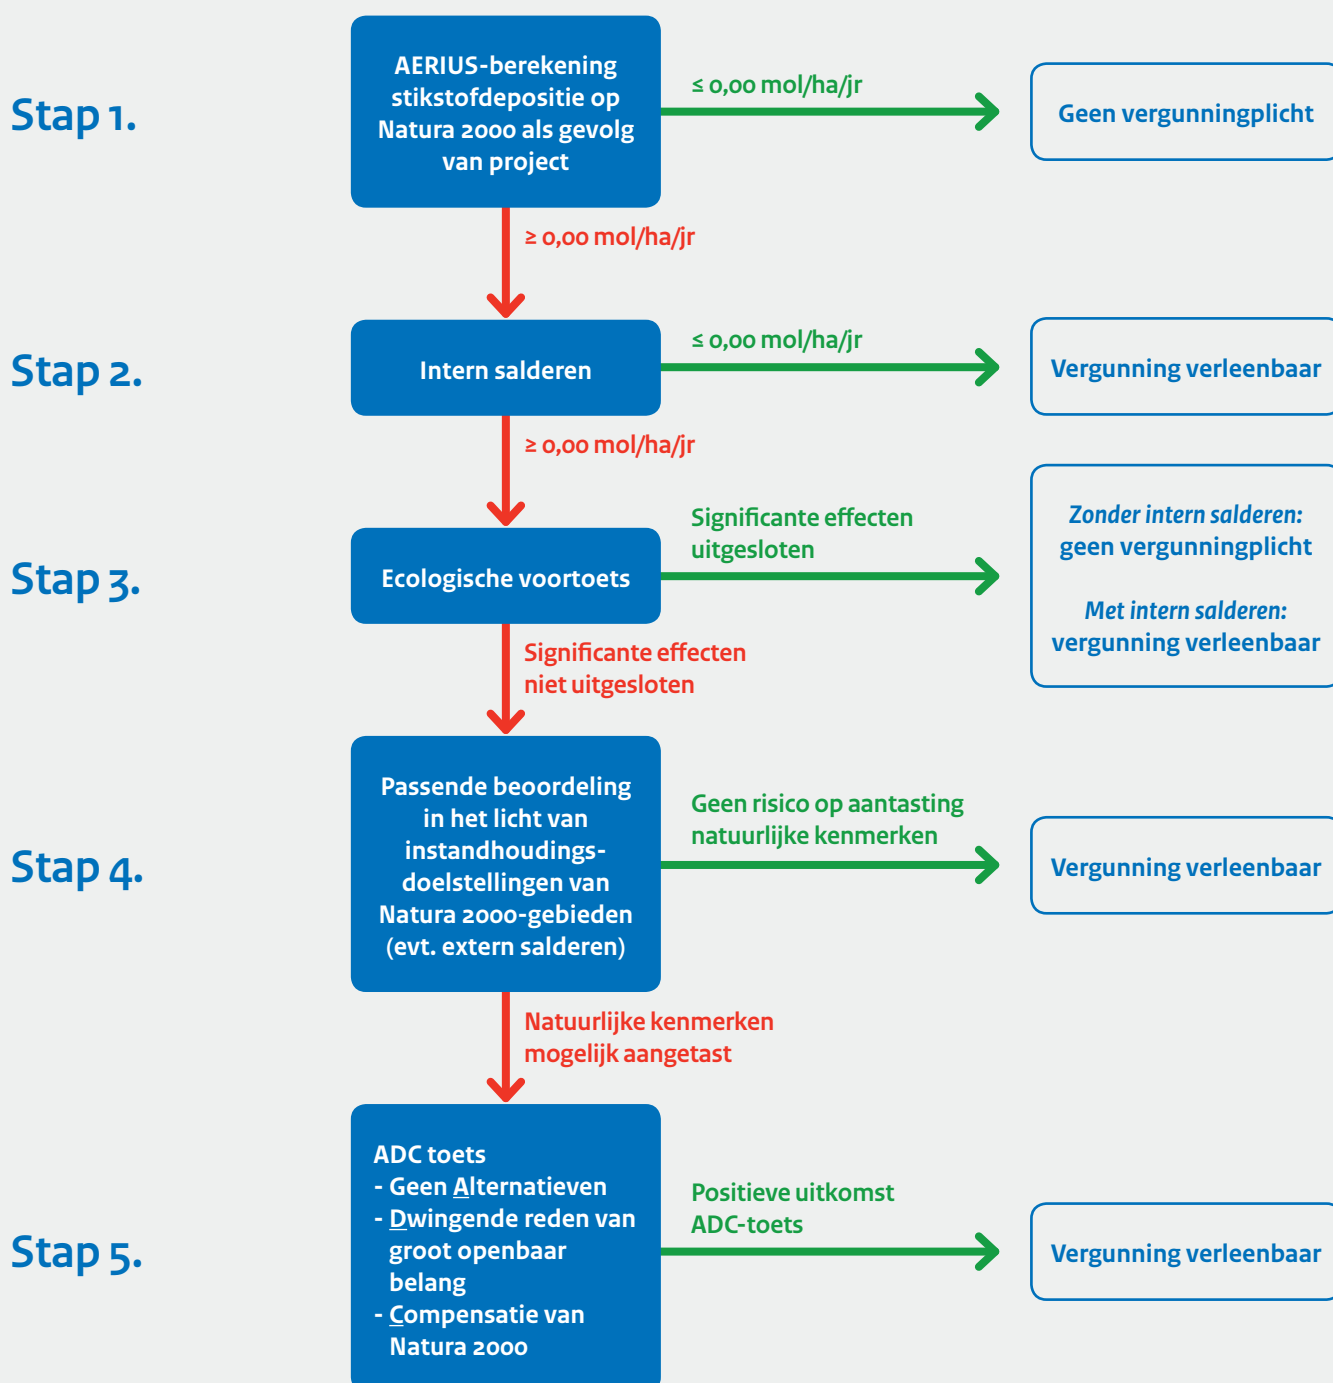 Stap 1.
AERIUS-berekening
stikstofdepositie op
Natura 2000 als gevolg
van project
≤ 0,00 mol/ha/jr
Geen vergunningplicht
≥ 0,00 mol/ha/jr
Stap 2.
Intern salderen
≤ 0,00 mol/ha/jr
Vergunning verleenbaar
≥ 0,00 mol/ha/jr
Stap 3.
Ecologische voortoets
Significante effecten
uitgesloten
Zonder intern salderen:
geen vergunningplicht
Met intern salderen:
vergunning verleenbaar
Significante effecten
niet uitgesloten
Stap 4.
Passende beoordeling
in het licht van
instandhoudings-
doelstellingen van
Natura 2000-gebieden
(evt. extern salderen)
Geen risico op aantasting
natuurlijke kenmerken
Vergunning verleenbaar
Natuurlijke kenmerken
mogelijk aangetast
Stap 5.
ADC toets
- Geen Alternatieven
- Dwingende reden van
groot openbaar
belang
- Compensatie van
Natura 2000
Positieve uitkomst
ADC-toets
Vergunning verleenbaar